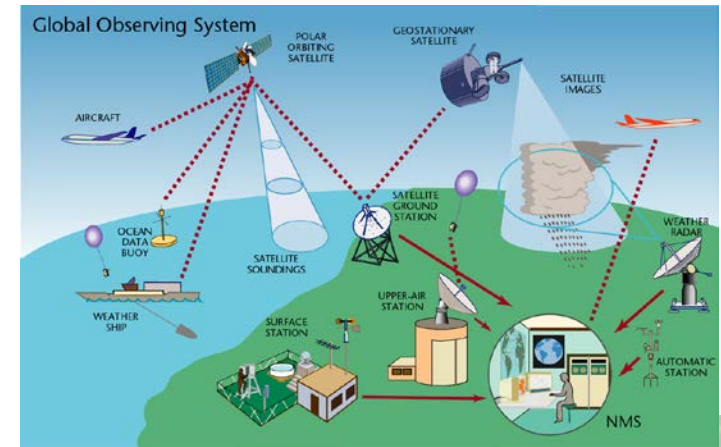 Global Observing System
POLAR
ORBITING
SATELLITE
GEOSTATIONARY
SATELLITE
SATELLITE
IMAGES
AIRCRAFT
OCEAN
DATA
BUOY
SATELLITE
GROUND
STATION
WEATHER
RADAR
SATELLITE
SOUNDINGS
WEATHER
SHIP
UPPER-AIR
STATION
SURFACE
STATION
AUTOMATIC
STATION
NMS